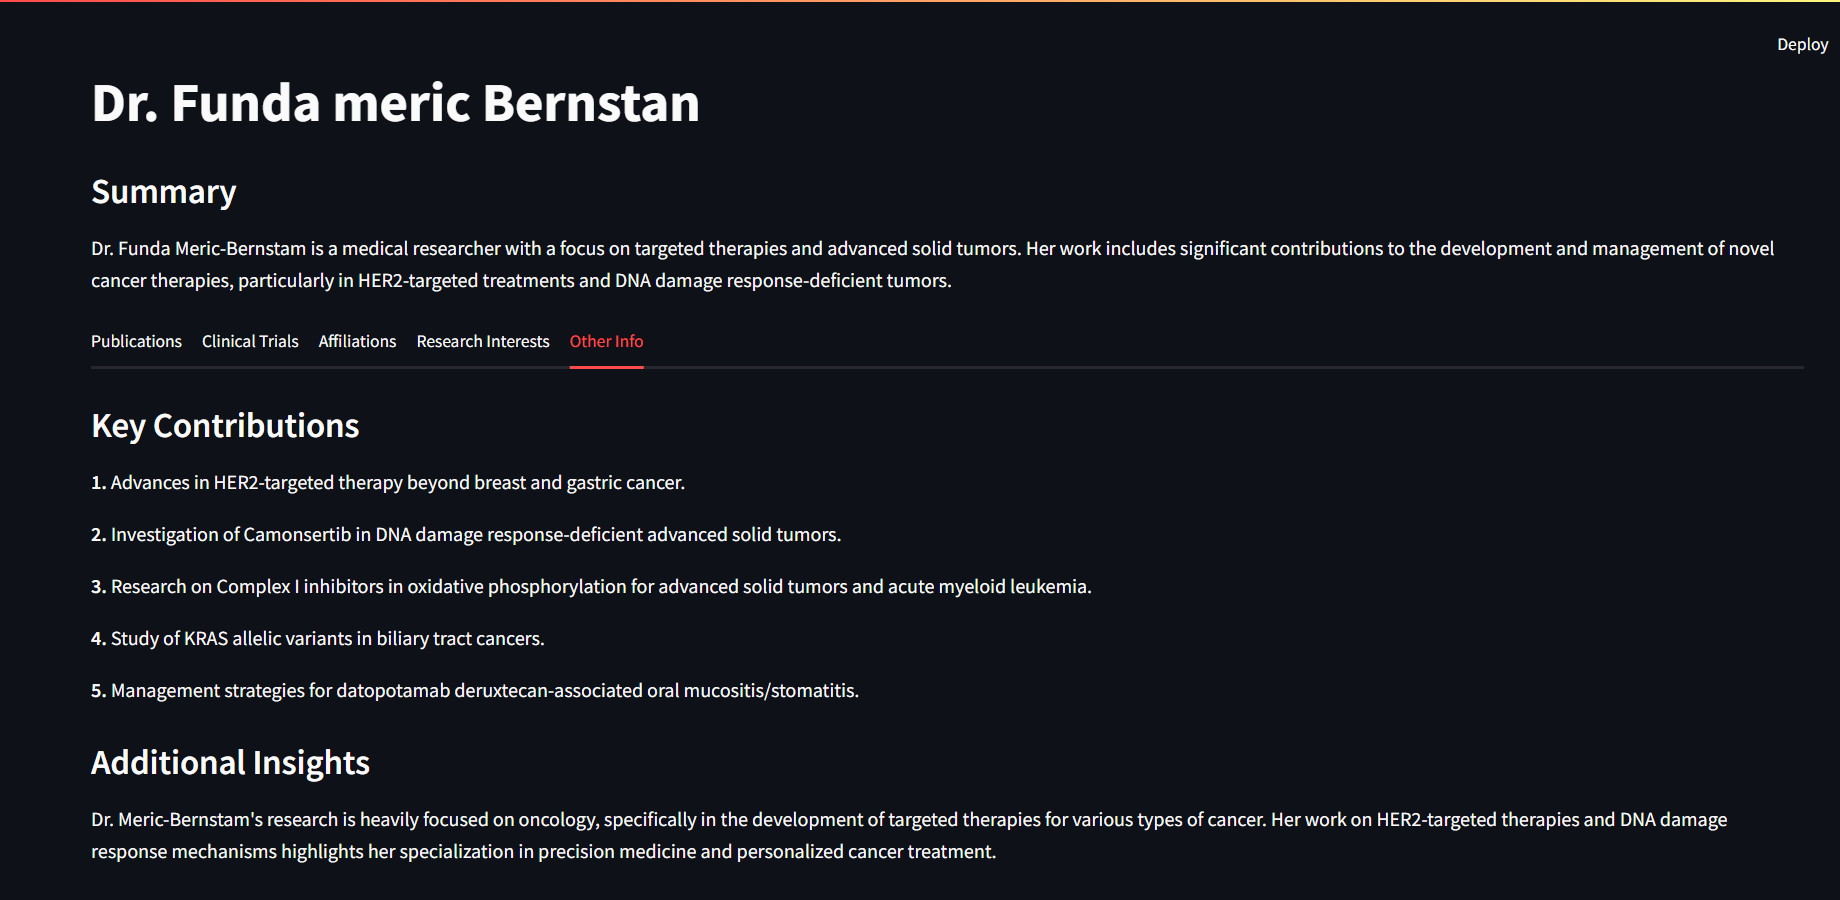 Deploy
Dr. Funda meric Bernstan
Summary
Dr. Funda Meric-Bernstam is a medical researcher with a focus on targeted therapies and advanced solid tumors. Her work includes significant contributions to the development and management of novel
cancer therapies, particularly in HER2-targeted treatments and DNA damage response-deficient tumors.
Publications Clinical Trials Affiliations Research Interests Other Info
Key Contributions
1. Advances in HER2-targeted therapy beyond breast and gastric cancer.
2. Investigation of Camonsertib in DNA damage response-deficient advanced solid tumors.
3. Research on Complex I inhibitors in oxidative phosphorylation for advanced solid tumors and acute myeloid leukemia.
4. Study of KRAS allelic variants in biliary tract cancers.
5. Management strategies for datopotamab deruxtecan-associated oral mucositis/stomatitis.
Additional Insights
Dr. Meric-Bernstam's research is heavily focused on oncology, specifically in the development of targeted therapies for various types of cancer. Her work on HER2-targeted therapies and DNA damage
response mechanisms highlights her specialization in precision medicine and personalized cancer treatment.